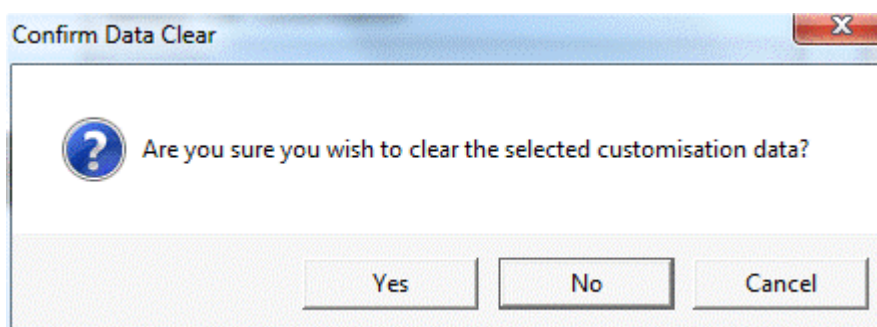 Confirm Data Clear
Are you sure you wish to clear the selected customisation data?
Yes No Cancel